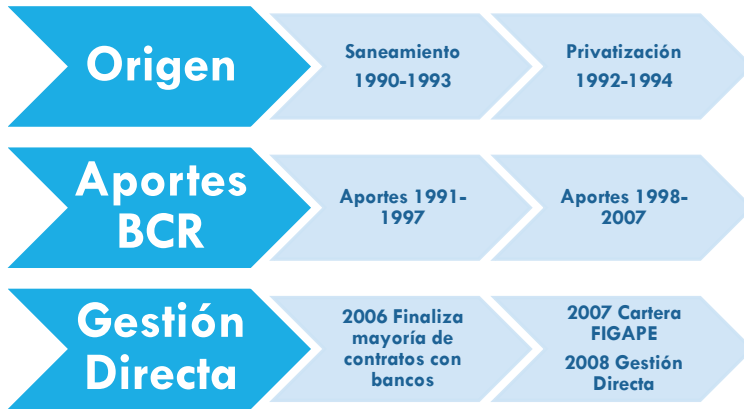 Origen
Saneamiento
1990-1993
Privatización
1992-1994
Aportes
BCR
Aportes 1991-
1997
Aportes 1998-
2007
Gestión
Directa
2006 Finaliza
mayoría de
contratos con
bancos
2007 Cartera
FIGAPE
2008 Gestión
Directa